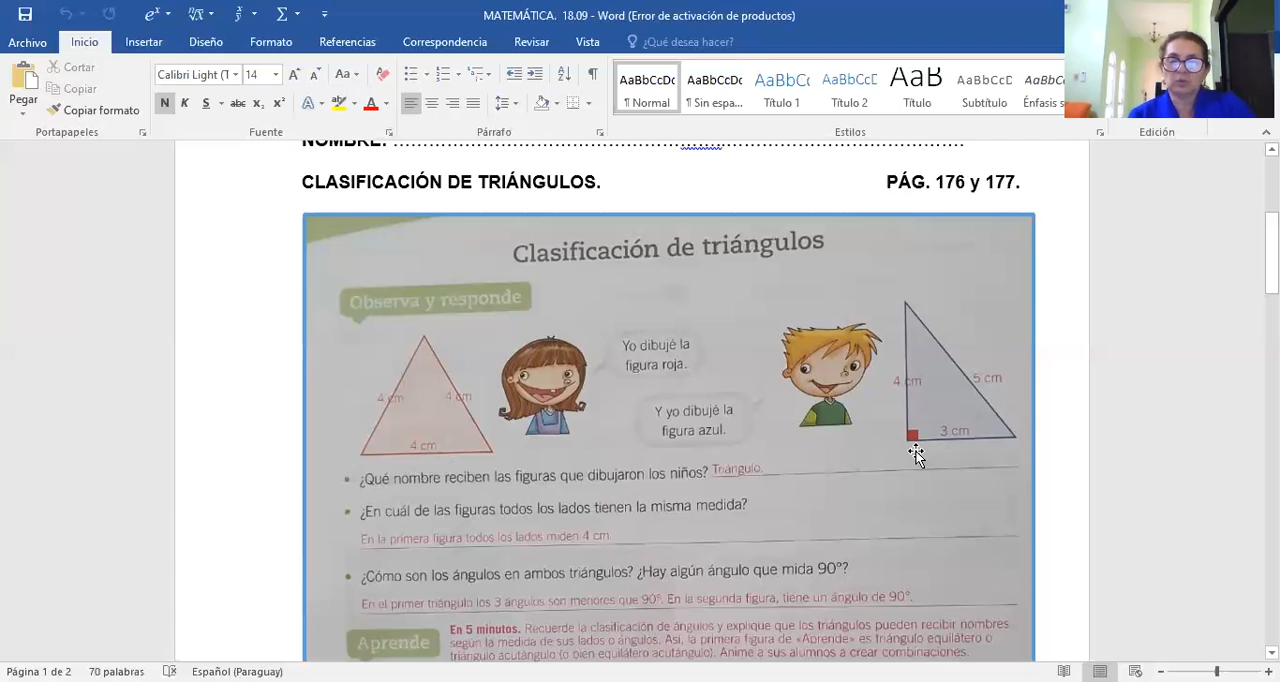 MATEMÁTICA. 18.09 - Word (Error de activación de productos)
Archivo Inicio Insertar Diseño Formato Referencias Correspondencia Revisar Vista ¿Qué desea hacer?
Pegar
Cortar
Copiar
Copiar formato
Portapapeles
Calibri Light (T 14
Fuente
Párrafo
AaBbCcDc AaBbCcDc AaBbCc AaBbCcD AaB AaBbCcD AaBbCc
¶ Normal ¶ Sin espa... Título 1 Título 2 Título Subtítulo Énfasis s
Estilos
Edición
NOMBRE:
CLASIFICACIÓN DE TRIÁNGULOS. PÁG. 176 y 177.
Clasificación de triángulos
Observa y responde
Yo dibujé la
figura roja.
Y yo dibujé la
figura azul.
4 cm 4 cm
4 cm
4 cm 5 cm
3 cm
• ¿Qué nombre reciben las figuras que dibujaron los niños? Triángulo.
• ¿En cuál de las figuras todos los lados tienen la misma medida?
En la primera figura todos los lados miden 4 cm.
• ¿Cómo son los ángulos en ambos triángulos? ¿Hay algún ángulo que mida 90°?
En el primer triángulo los 3 ángulos son menores que 90°. En la segunda figura, tiene un ángulo de 90°.
Aprende
En 5 minutos. Recuerde la clasificación de ángulos y explique que los triángulos pueden recibir nombres
según la medida de sus lados o ángulos. Así, la primera figura de «Aprende» es triángulo equilátero o
triángulo acutángulo (o bien equilátero acutángulo). Anime a sus alumnos a crear combinaciones.
Página 1 de 2 70 palabras Español (Paraguay)